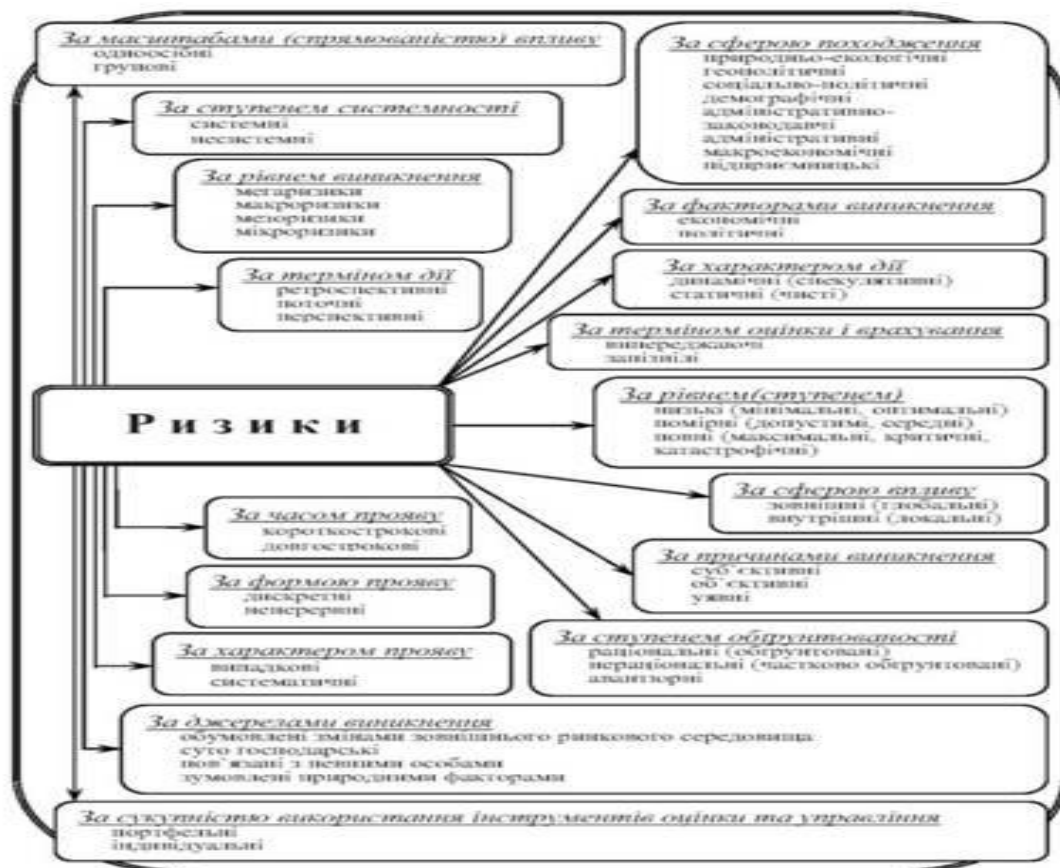 За масштабами (спрямованістю) впливу
одноосібні
групові
За ступенем системності
системні
несистемні
За рівнем виникнення
мегаризики
макроризики
мезоризики
мікроризики
За терміном дії
ретроспективні
поточні
перспективні
Ризики
За часом прояву
короткострокові
довгострокові
За формою прояву
дискретні
неперервні
За характером прояву
випадкові
систематичні
За джерелами виникнення
обумовлені змінами зовнішнього ринкового середовища
суто господарські
пов`язані з певними особами
зумовлені природними факторами
За сукупністю використання інструментів оцінки та управління
портфельні
індивідуальні
За сферою походження
природньо-екологічні
геополітичні
соціально-політичні
демографічні
адміністративно-
законодавчі
адміністративні
макроекономічні
підприємницькі
За факторами виникнення
економічні
політичні
За характером дії
динамічні (спекулятивні)
статичні (чисті)
За терміном оцінки і врахування
випереджаючі
запізнілі
За рівнем(ступенем)
низькі (мінімальні, оптимальні)
помірні (допустимі, середні)
повні (максимальні, критичні,
катастрофічні)
За сферою впливу
зовнішні (глобальні)
внутрішні (локальні)
За причинами виникнення
суб`єктивні
об`єктивні
уявні
За ступенем обґрунтованості
раціональні (обґрунтовані)
нераціональні (частково обґрунтовані)
авантюрні